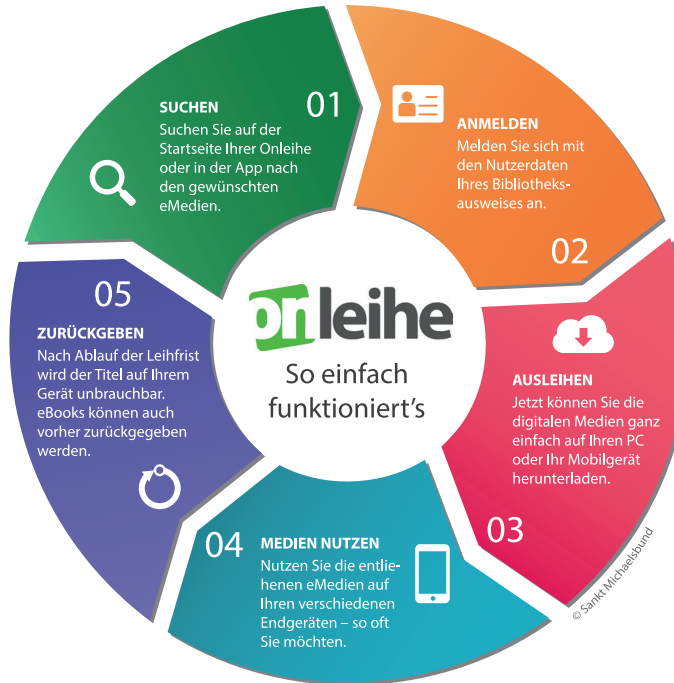 01
SUCHEN
Suchen Sie auf der
Startseite Ihrer Onleihe
oder in der App nach
den gewünschten
eMedien.
ANMELDEN
Melden Sie sich mit
den Nutzerdaten
Ihres Bibliotheks-
ausweises an.
02
AUSLEIHEN
Jetzt können Sie die
digitalen Medien ganz
einfach auf Ihren PC
oder Ihr Mobilgerät
herunterladen.
03
04
MEDIEN NUTZEN
Nutzen Sie die entlie-
henen eMedien auf
Ihren verschiedenen
Endgeräten – so oft
Sie möchten.
05
ZURÜCKGEBEN
Nach Ablauf der Leihfrist
wird der Titel auf Ihrem
Gerät unbrauchbar.
eBooks können auch
vorher zurückgegeben
werden.
onleihe
So einfach
funktioniert's
© Sankt Michaelsbund